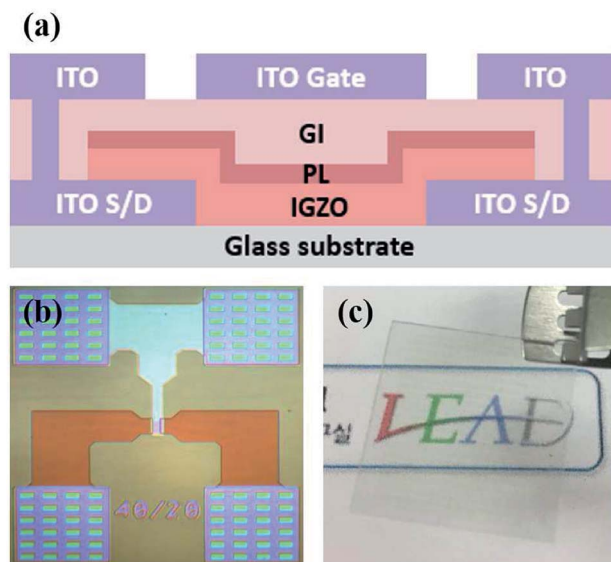 (a)
ITO ITO Gate ITO
GI
PL
ITO S/D IGZO ITO S/D
Glass substrate
(b)
40/20
(c)
LEAD